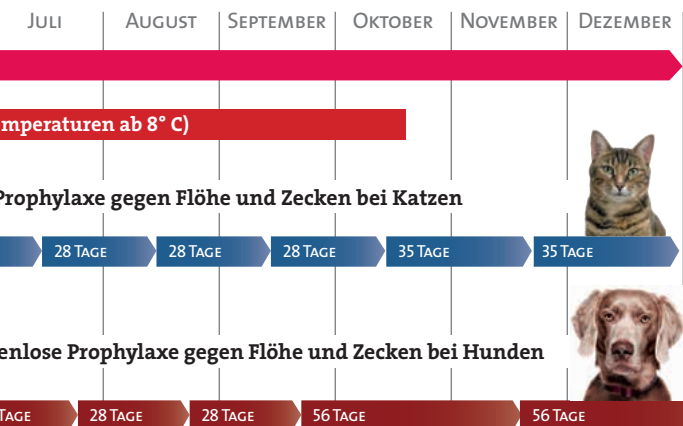 JULI AUGUST SEPTEMBER OKTOBER NOVEMBER DEZEMBER
mperaturen ab 8° C)
Prophylaxe gegen Flöhe und Zecken bei Katzen
28 TAGE 28 TAGE 28 TAGE 35 TAGE 35 TAGE
enlose Prophylaxe gegen Flöhe und Zecken bei Hunden
TAGE 28 TAGE 28 TAGE 56 TAGE 56 TAGE